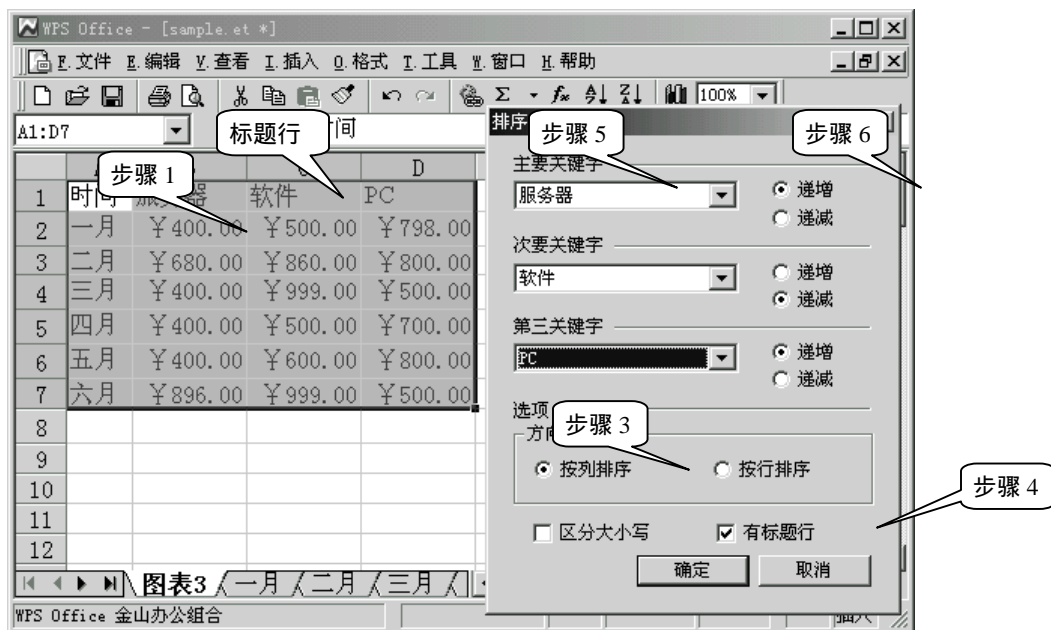 WPS Office - [sample.et *]
F.文件 E.编辑 V.查看 I.插入 O.格式 T.工具 W.窗口 H.帮助
100%
A1:D7
时间
标题行
步骤 1
D
1 时间 服务器 软件 PC
2 一月 ¥400.00 ¥500.00 ¥798.00
3 二月 ¥680.00 ¥860.00 ¥800.00
4 三月 ¥400.00 ¥999.00 ¥500.00
5 四月 ¥400.00 ¥500.00 ¥700.00
6 五月 ¥400.00 ¥600.00 ¥800.00
7 六月 ¥896.00 ¥999.00 ¥500.00
8
9
10
11
12
图表3 一月 二月 三月
WPS Office 金山办公组合
插入
排序
步骤 5
步骤 6
主要关键字
服务器
递增
递减
次要关键字
软件
递增
递减
第三关键字
PC
递增
递减
选项
方向
步骤 3
按列排序 按行排序
步骤 4
区分大小写 有标题行
确定 取消